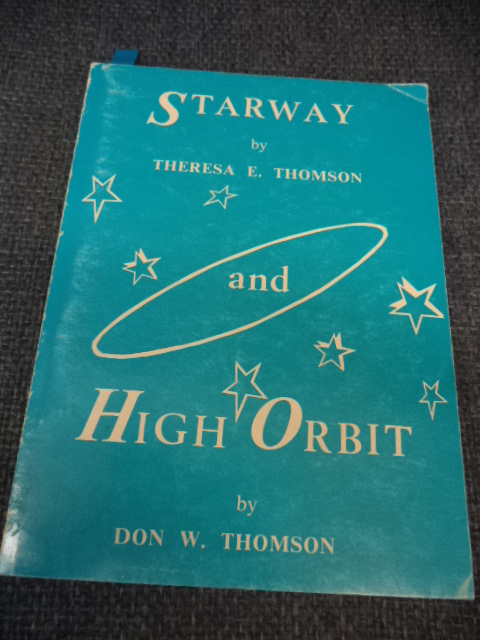 STARWAY
by
THERESA E. THOMSON
and
HIGH ORBIT
by
DON W. THOMSON